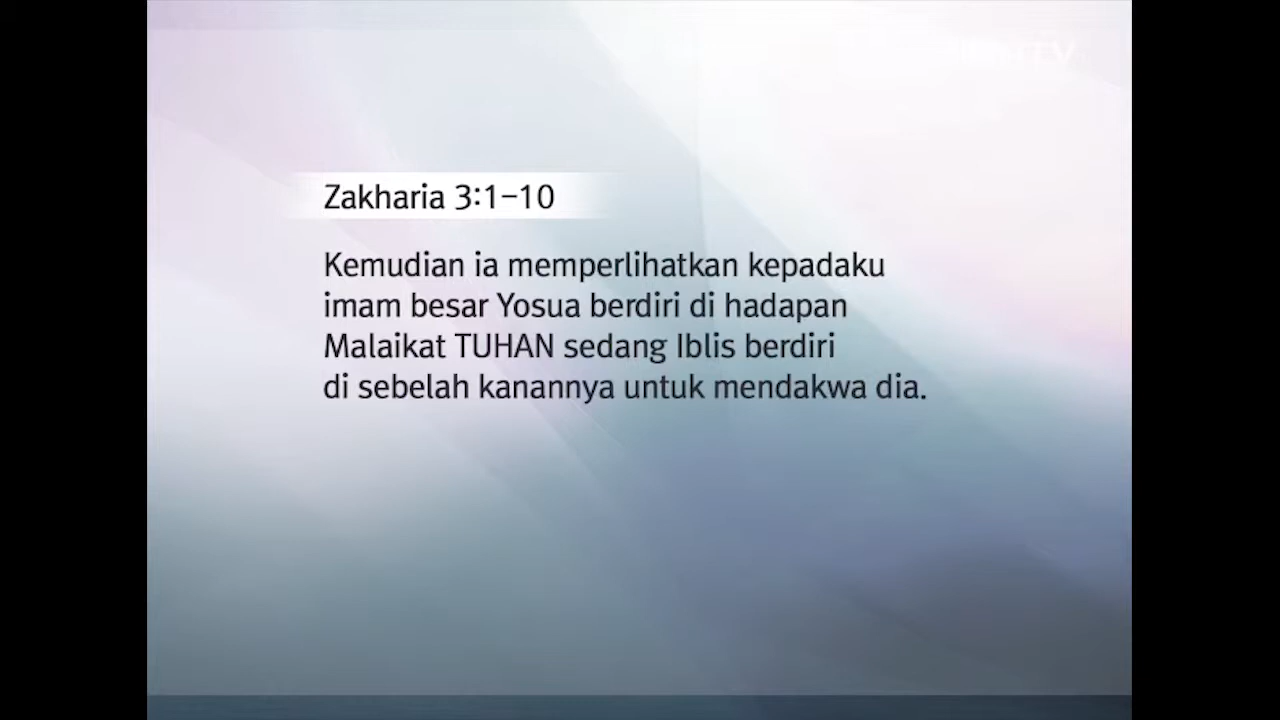 Zakharia 3:1–10
Kemudian ia memperlihatkan kepadaku
imam besar Yosua berdiri di hadapan
Malaikat TUHAN sedang Iblis berdiri
di sebelah kanannya untuk mendakwa dia.